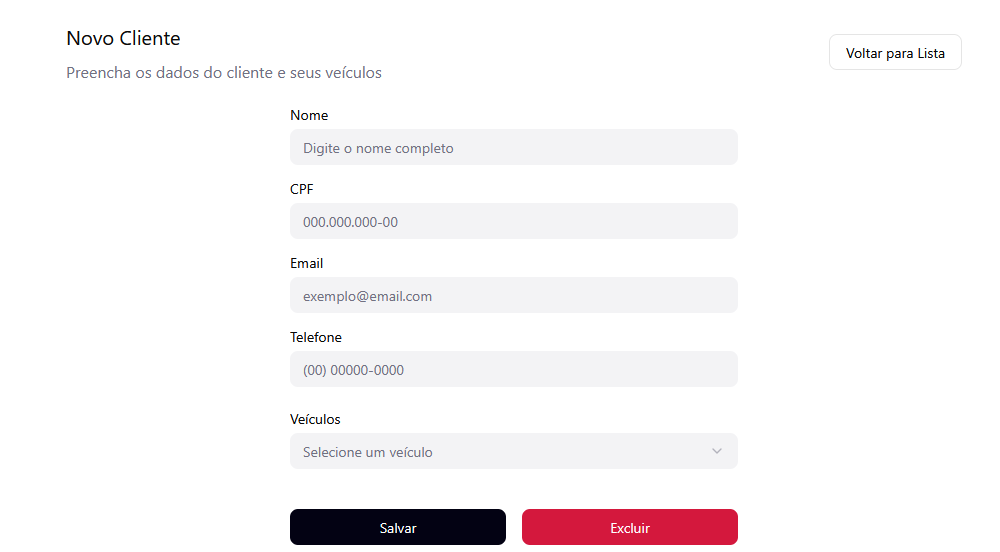 Novo Cliente
Voltar para Lista
Preencha os dados do cliente e seus veículos
Nome
Digite o nome completo
CPF
000.000.000-00
Email
exemplo@email.com
Telefone
(00) 00000-0000
Veículos
Selecione um veículo
Salvar
Excluir